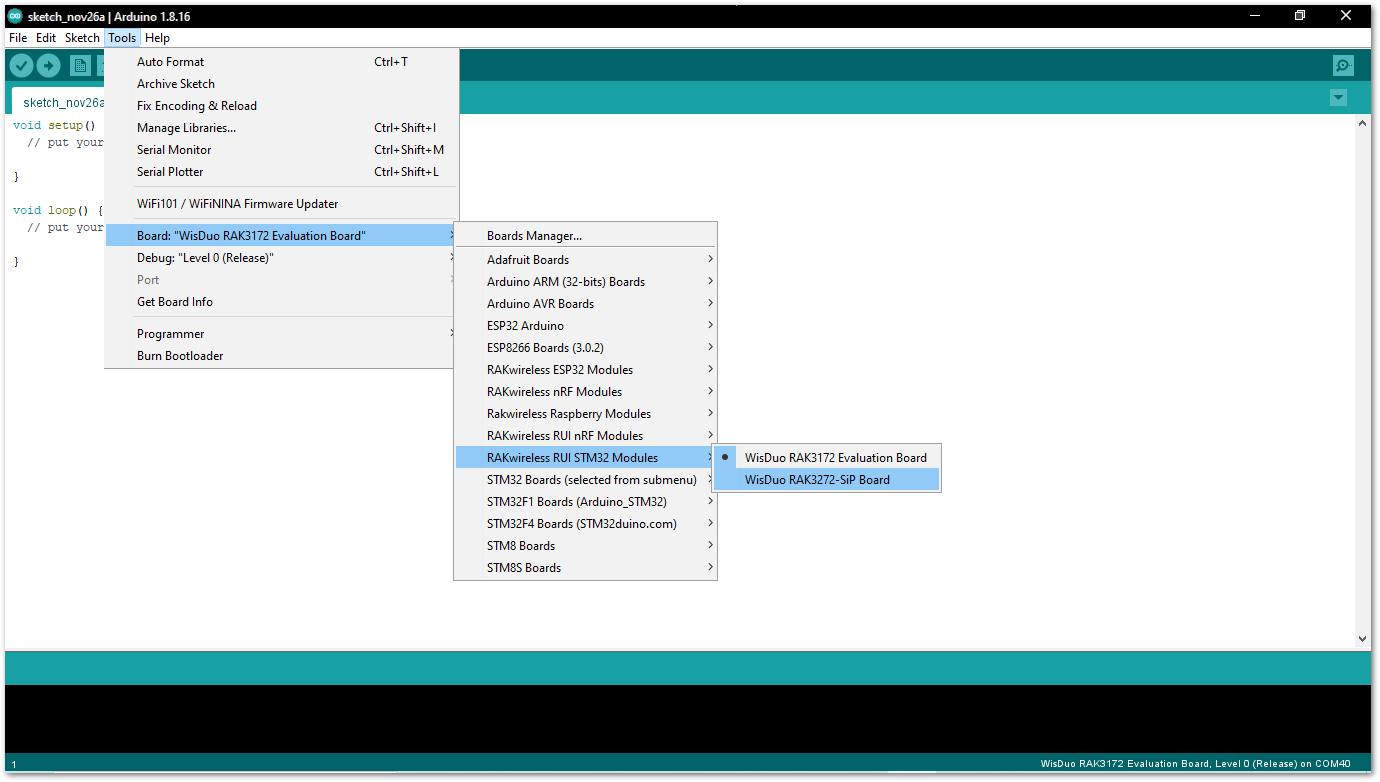 sketch_nov26a | Arduino 1.8.16
File Edit Sketch Tools Help
sketch_nov26a
void setup()
// put your
}
void loop() {
// put your
}
Auto Format Ctrl+T
Archive Sketch
Fix Encoding & Reload
Manage Libraries... Ctrl+Shift+I
Serial Monitor Ctrl+Shift+M
Serial Plotter Ctrl+Shift+L
WiFi101 / WiFiNINA Firmware Updater
Board: "WisDuo RAK3172 Evaluation Board"
Debug: "Level 0 (Release)"
Port
Get Board Info
Programmer
Burn Bootloader
Boards Manager...
Adafruit Boards
Arduino ARM (32-bits) Boards
Arduino AVR Boards
ESP32 Arduino
ESP8266 Boards (3.0.2)
RAKwireless ESP32 Modules
RAKwireless nRF Modules
Rakwireless Raspberry Modules
RAKwireless RUI nRF Modules
RAKwireless RUI STM32 Modules
STM32 Boards (selected from submenu)
STM32F1 Boards (Arduino_STM32)
STM32F4 Boards (STM32duino.com)
STM8 Boards
STM8S Boards
WisDuo RAK3172 Evaluation Board
WisDuo RAK3272-SiP Board
1 WisDuo RAK3172 Evaluation Board, Level 0 (Release) on COM40